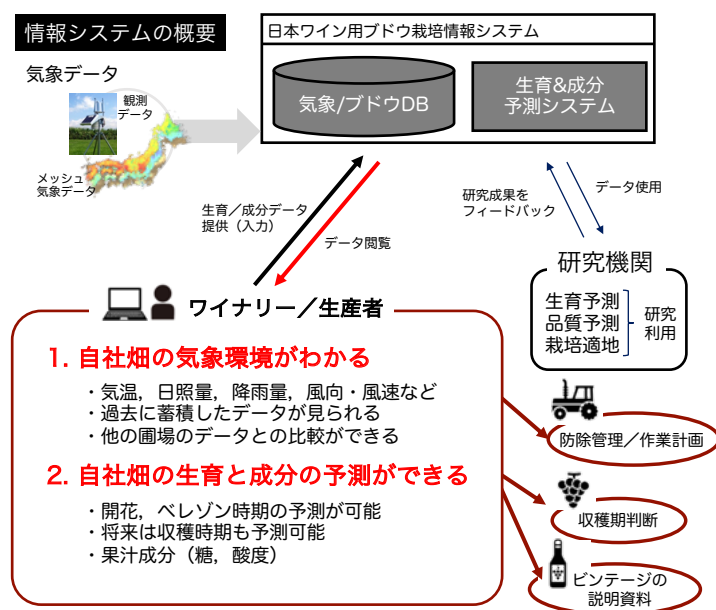 情報システムの概要
日本ワイン用ブドウ栽培情報システム
気象データ
観測
データ
メッシュ
気象データ
気象/ブドウDB
生育&成分
予測システム
生育／成分データ
提供（入力）
データ閲覧
研究成果を
フィードバック
データ使用
研究機関
生育予測
品質予測
栽培適地
研究
利用
ワイナリー／生産者
1. 自社畑の気象環境がわかる
・気温，日照量，降雨量，風向・風速など
・過去に蓄積したデータが見られる
・他の圃場のデータとの比較ができる
2. 自社畑の生育と成分の予測ができる
・開花，ベレゾン時期の予測が可能
・将来は収穫時期も予測可能
・果汁成分（糖，酸度）
防除管理／作業計画
収穫期判断
ビンテージの
説明資料